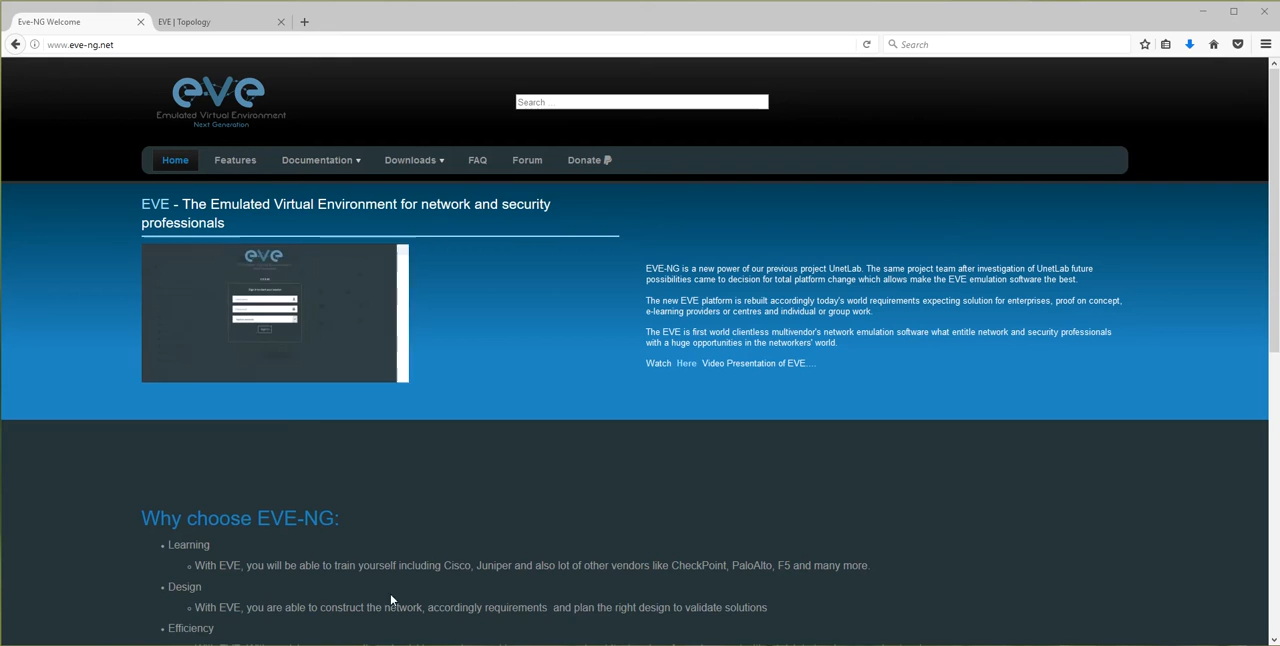 Eve-NG Welcome
EVE | Topology
www.eve-ng.net
Search
eve
Emulated Virtual Environment
Next Generation
Search ...
Home
Features
Documentation
Downloads
FAQ
Forum
Donate
EVE - The Emulated Virtual Environment for network and security
professionals
eve
EVE-NG is a new power of our previous project UnetLab. The same project team after investigation of UnetLab future
possibilities came to decision for total platform change which allows make the EVE emulation software the best.
The new EVE platform is rebuilt accordingly today's world requirements expecting solution for enterprises, proof on concept,
e-learning providers or centres and individual or group work.
The EVE is first world clientless multivendor's network emulation software what entitle network and security professionals
with a huge opportunities in the networkers' world.
Watch Here Video Presentation of EVE....
Why choose EVE-NG:
Learning
With EVE, you will be able to train yourself including Cisco, Juniper and also lot of other vendors like CheckPoint, PaloAlto, F5 and many more.
Design
With EVE, you are able to construct the network, accordingly requirements and plan the right design to validate solutions
Efficiency